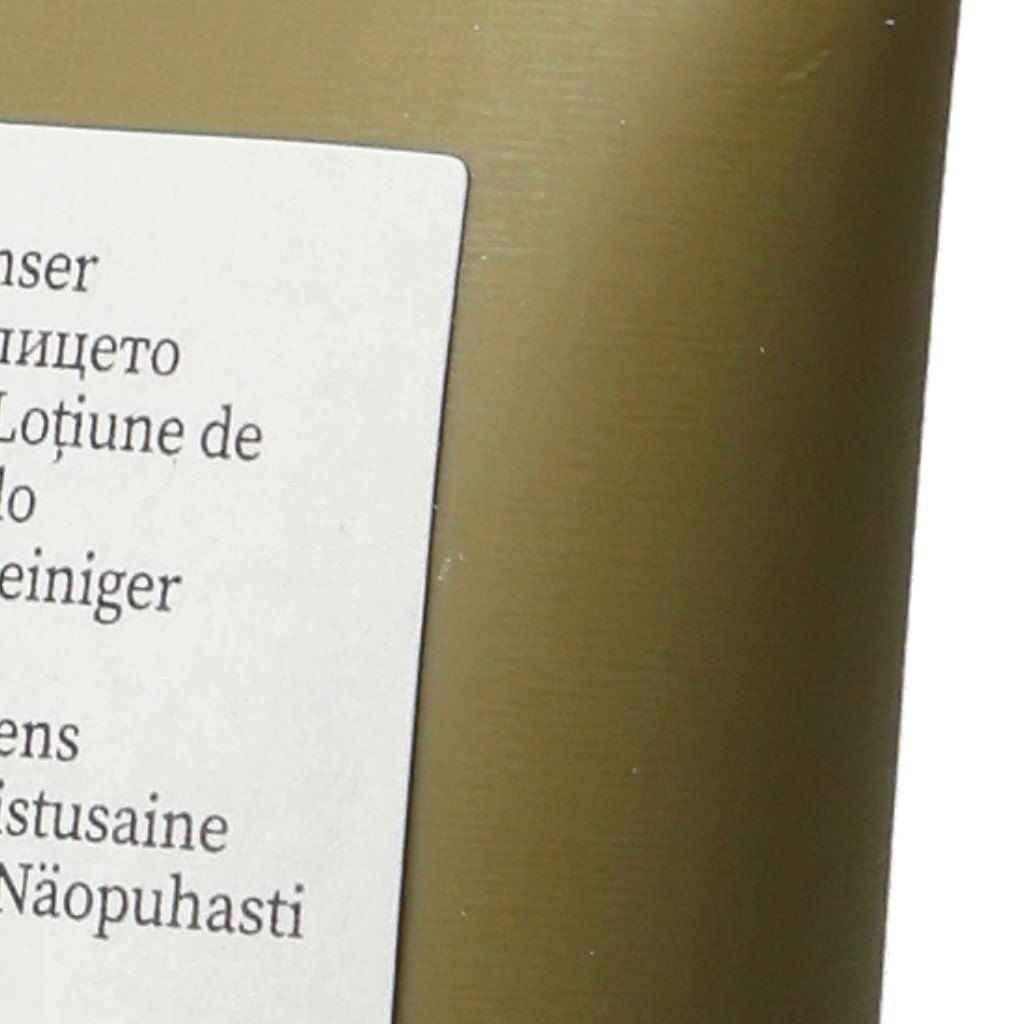 nser
лицето
Loțiune de
lo
einiger
ens
istusaine
Näopuhasti